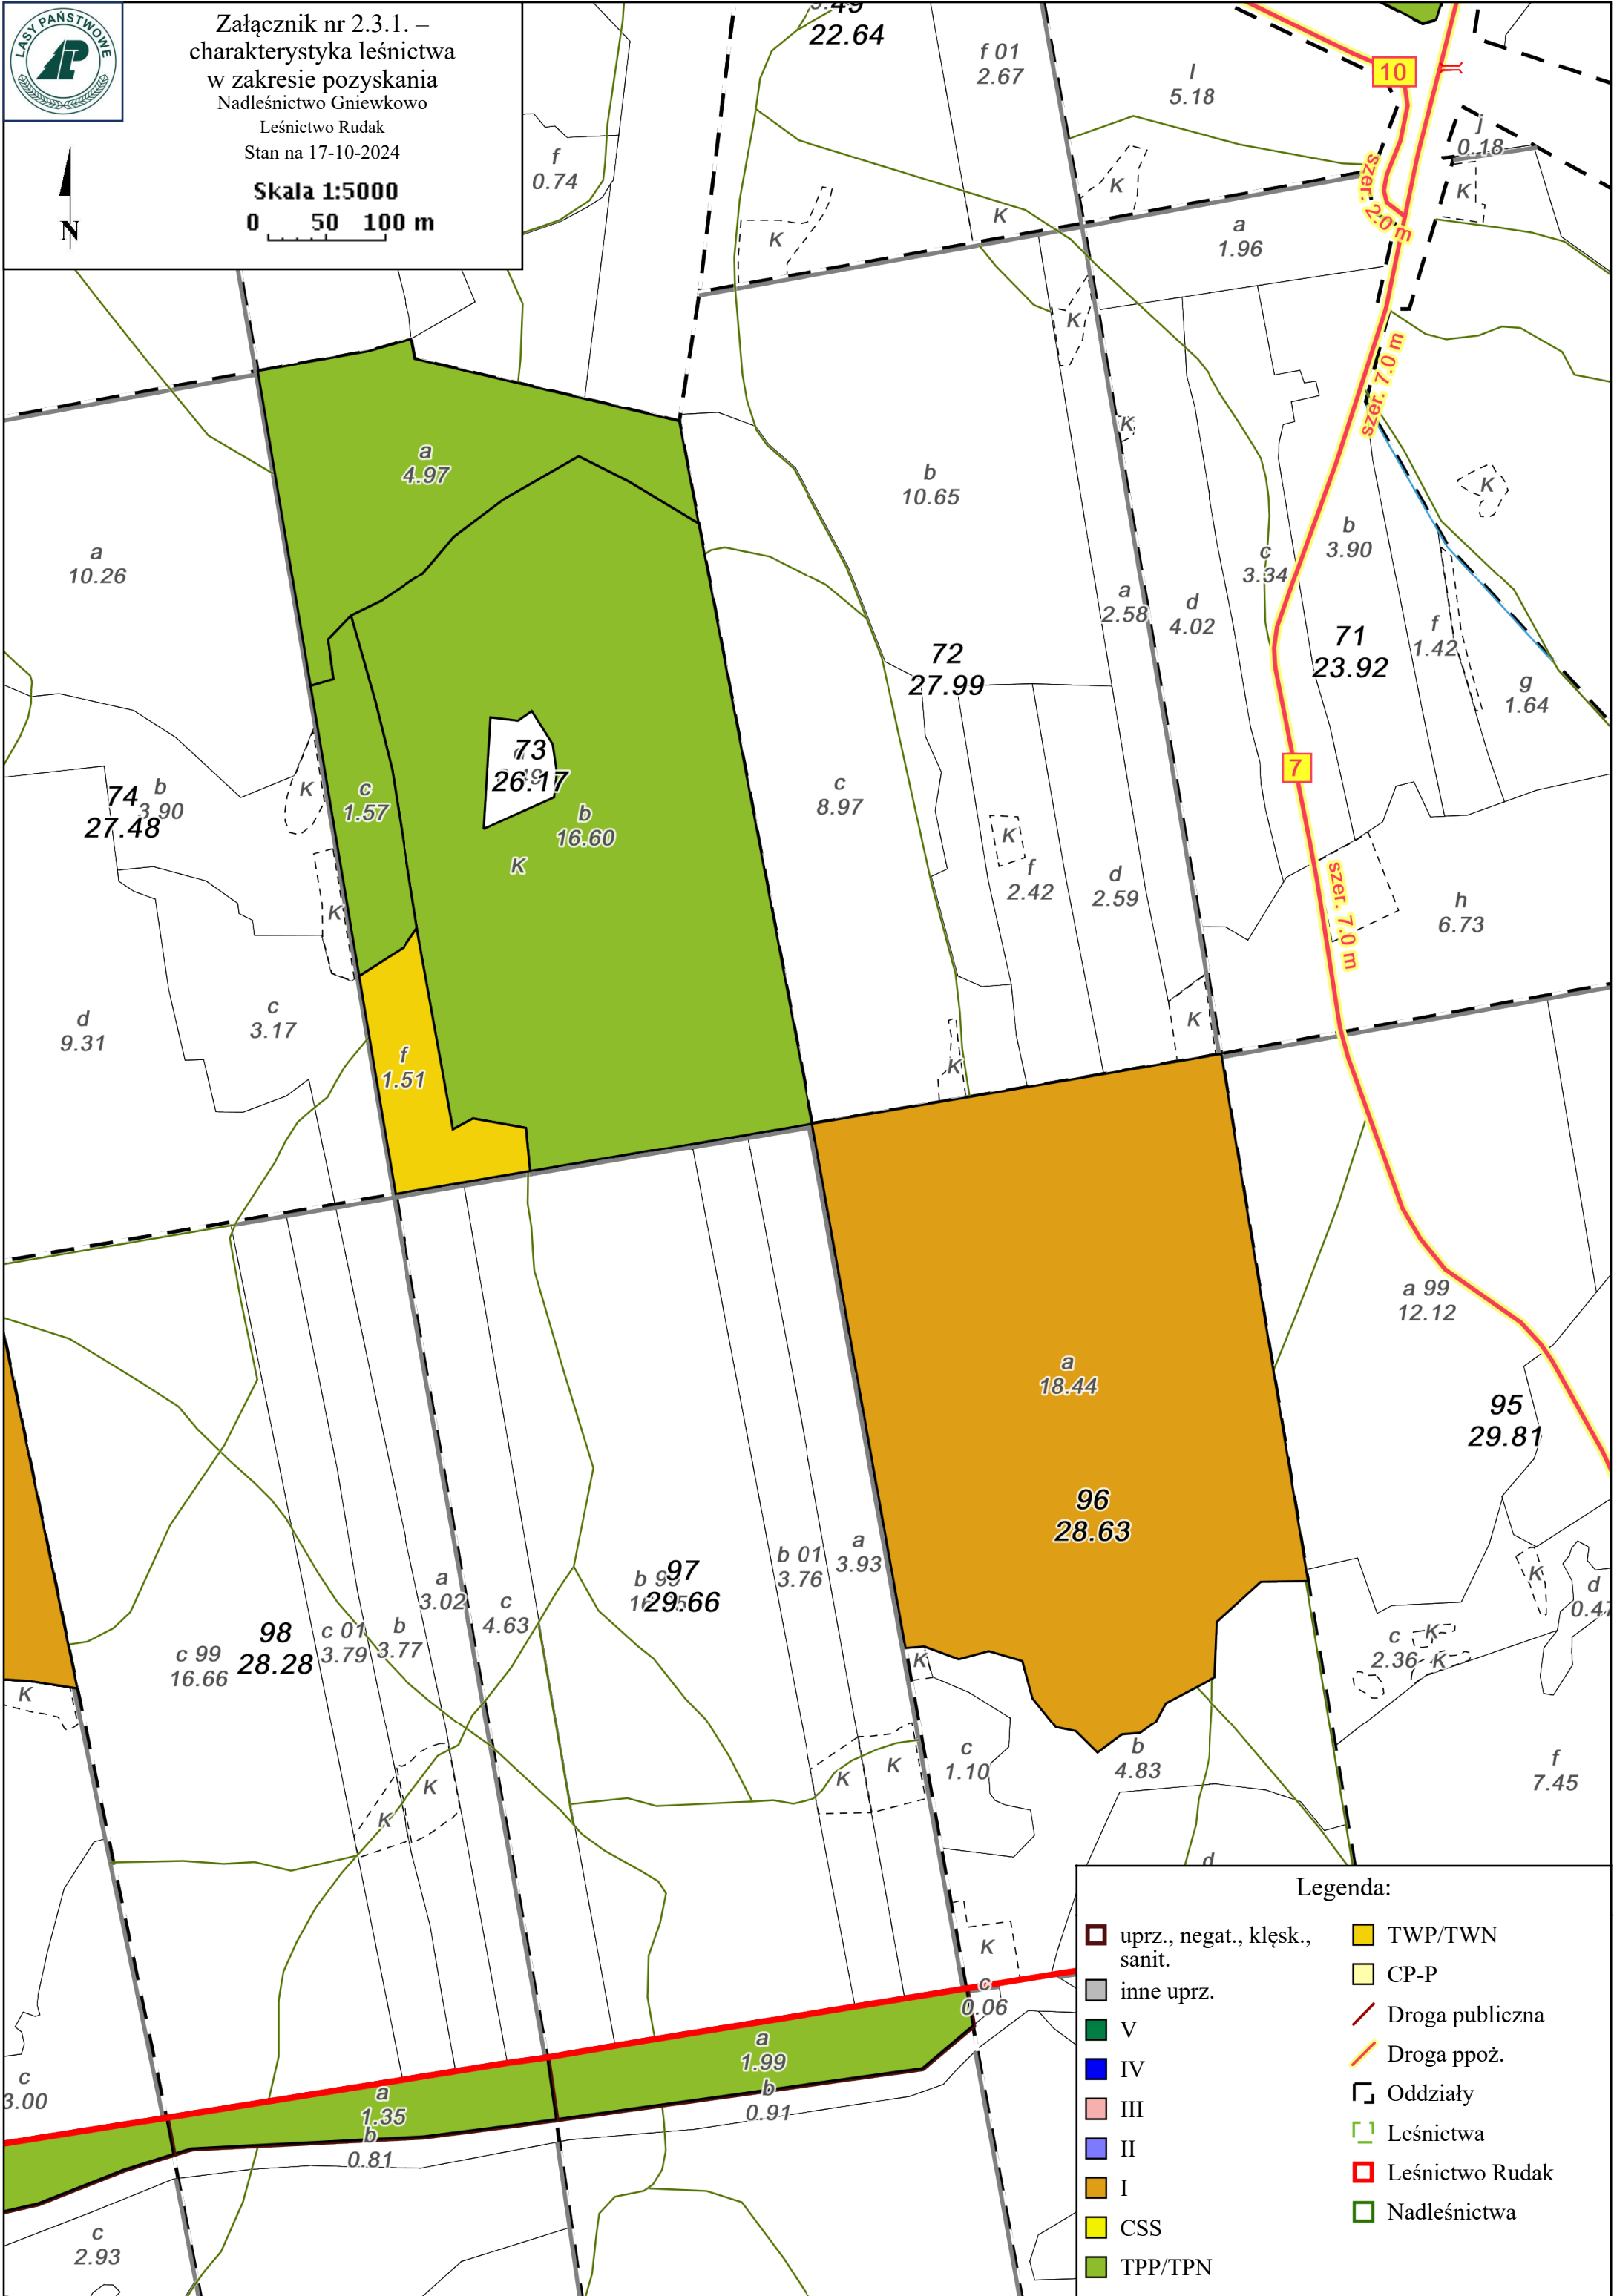 LASY PAŃSTWOWE
Załącznik nr 2.3.1. –
charakterystyka leśnictwa
w zakresie pozyskania
Nadleśnictwo Gniewkowo
Leśnictwo Rudak
Stan na 17-10-2024
Skala 1:5000
0 50 100 m
N
22.64
f 01
2.67
l
5.18
10
j
0.18
K
f
0.74
K
K
K
szer. 2.0 m
a
1.96
K
szer. 7.0 m
a
4.97
K
b
10.65
K
a
10.26
b
3.90
c
3.34
a
2.58
d
4.02
f
1.42
72
27.99
71
23.92
g
1.64
73
26.17
7
74
27.48
b
3.90
K
c
1.57
b
16.60
K
c
8.97
K
f
2.42
d
2.59
szer. 7.0 m
h
6.73
K
d
9.31
c
3.17
f
1.51
K
K
a 99
12.12
a
18.44
95
29.81
96
28.63
b 01
3.76
a
3.93
97
29.66
a
3.02
c
4.63
98
28.28
c 99
16.66
c 01
3.79
b
3.77
K
d
K
c
2.36
K
K
K
c
1.10
b
4.83
f
7.45
K
K
K
K
d
K
c
0.06
a
1.99
b
0.91
a
1.35
b
0.81
c
3.00
c
2.93
Legenda:
uprz., negat., klęsk.,
sanit.
inne uprz.
V
IV
III
II
I
CSS
TPP/TPN
TWP/TWN
CP-P
Droga publiczna
Droga ppoż.
Oddziały
Leśnictwa
Leśnictwo Rudak
Nadleśnictwa